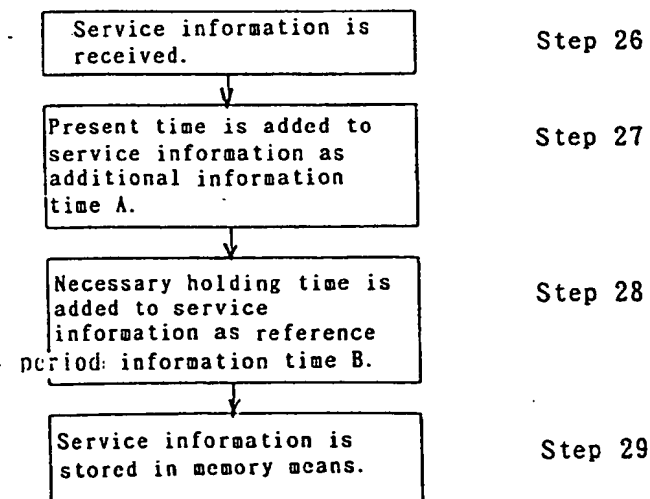 Service information is
received.
Step 26
Present time is added to
service information as
additional information
time A.
Step 27
Necessary holding time is
added to service
information as reference
period information time B.
Step 28
Service information is
stored in memory means.
Step 29